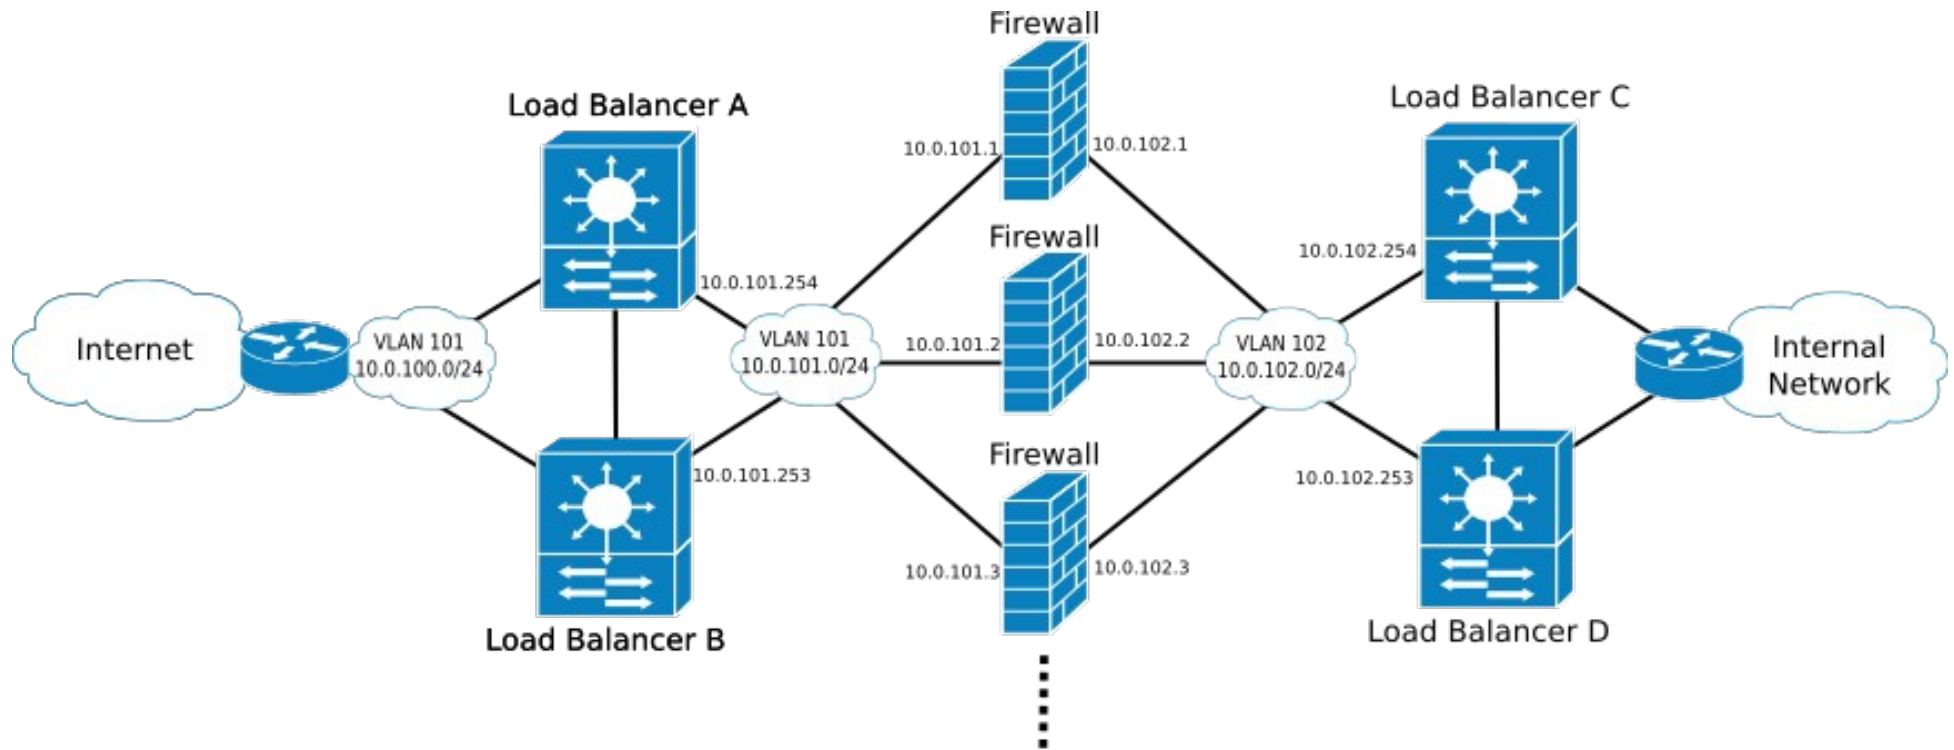 Firewall
Load Balancer A
Load Balancer C
10.0.101.1
10.0.102.1
Firewall
10.0.102.254
10.0.101.254
Internet
VLAN 101
10.0.100.0/24
VLAN 101
10.0.101.0/24
10.0.101.2
10.0.102.2
VLAN 102
10.0.102.0/24
Internal
Network
Firewall
10.0.101.253
10.0.102.253
10.0.101.3
10.0.102.3
Load Balancer B
Load Balancer D